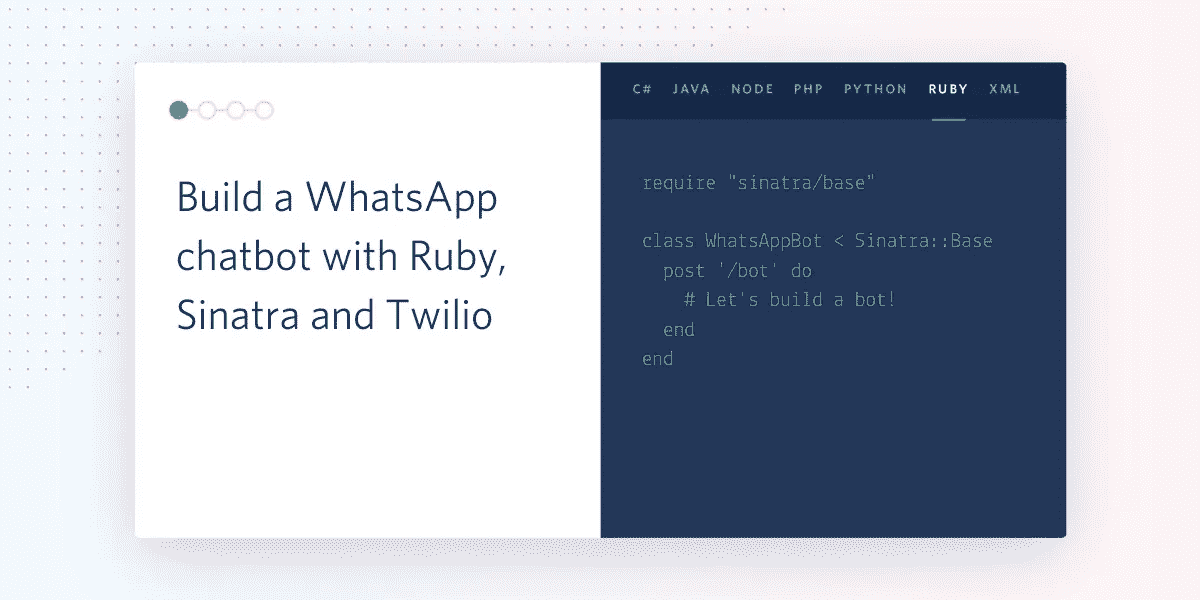 Build a WhatsApp
chatbot with Ruby,
Sinatra and Twilio
C# JAVA NODE PHP PYTHON RUBY XML
require "sinatra/base"
class WhatsAppBot < Sinatra::Base
post '/bot' do
# Let's build a bot!
end
end